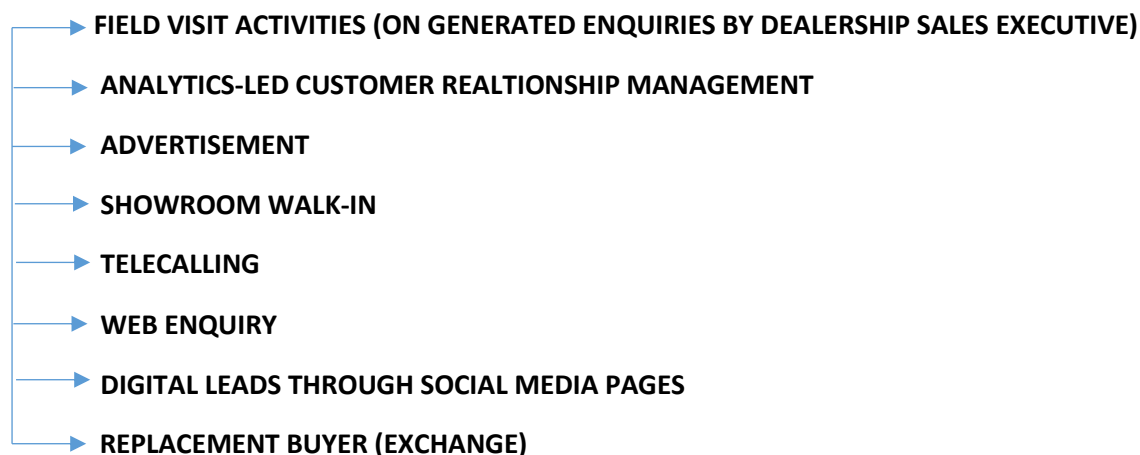 FIELD VISIT ACTIVITIES (ON GENERATED ENQUIRIES BY DEALERSHIP SALES EXECUTIVE)
ANALYTICS-LED CUSTOMER REALTIONSHIP MANAGEMENT
ADVERTISEMENT
SHOWROOM WALK-IN
TELECALLING
WEB ENQUIRY
DIGITAL LEADS THROUGH SOCIAL MEDIA PAGES
REPLACEMENT BUYER (EXCHANGE)